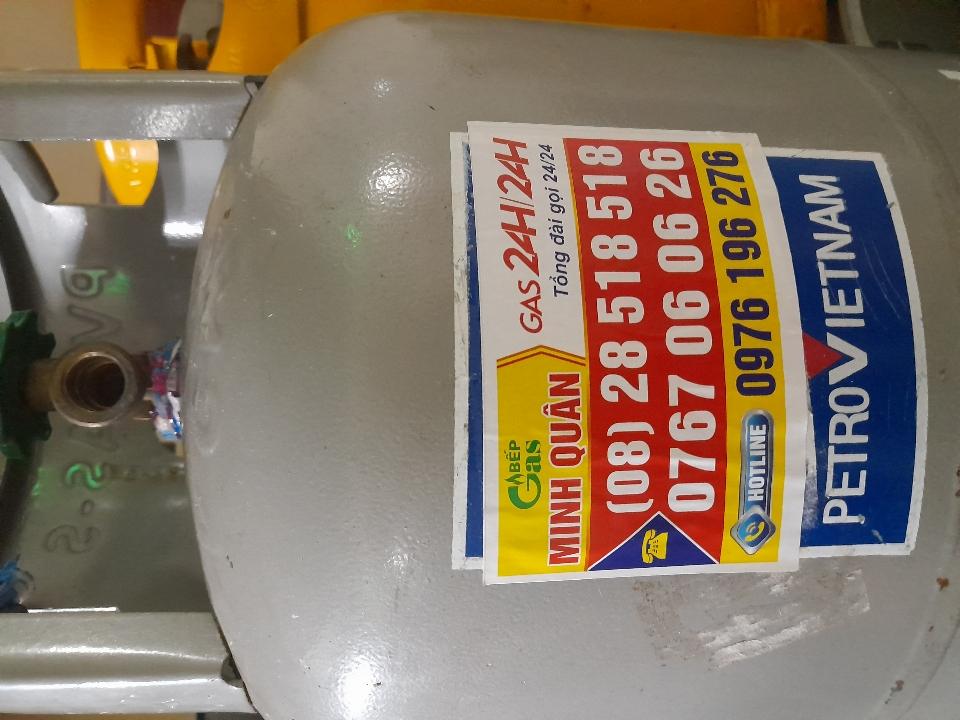 BẾP
Gas
MINH QUÂN
GAS 24H/24H
Tổng đài gọi 24/24
(08) 28 518 518
0767 06 06 26
HOTLINE 0976 196 276
PETROVIETNAM